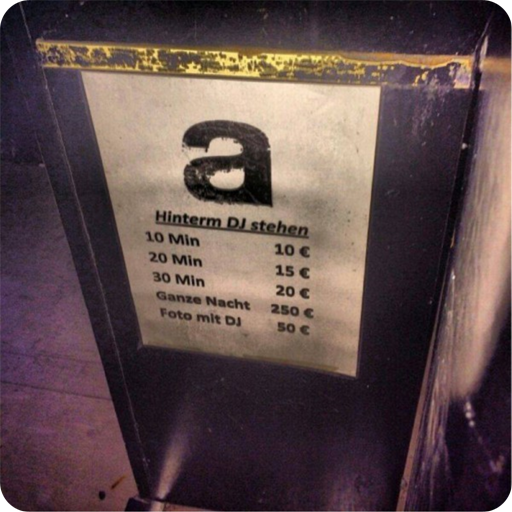 a
Hinterm DJ stehen
10 Min 10 €
20 Min 15 €
30 Min 20 €
Ganze Nacht 250 €
Foto mit DJ 50 €